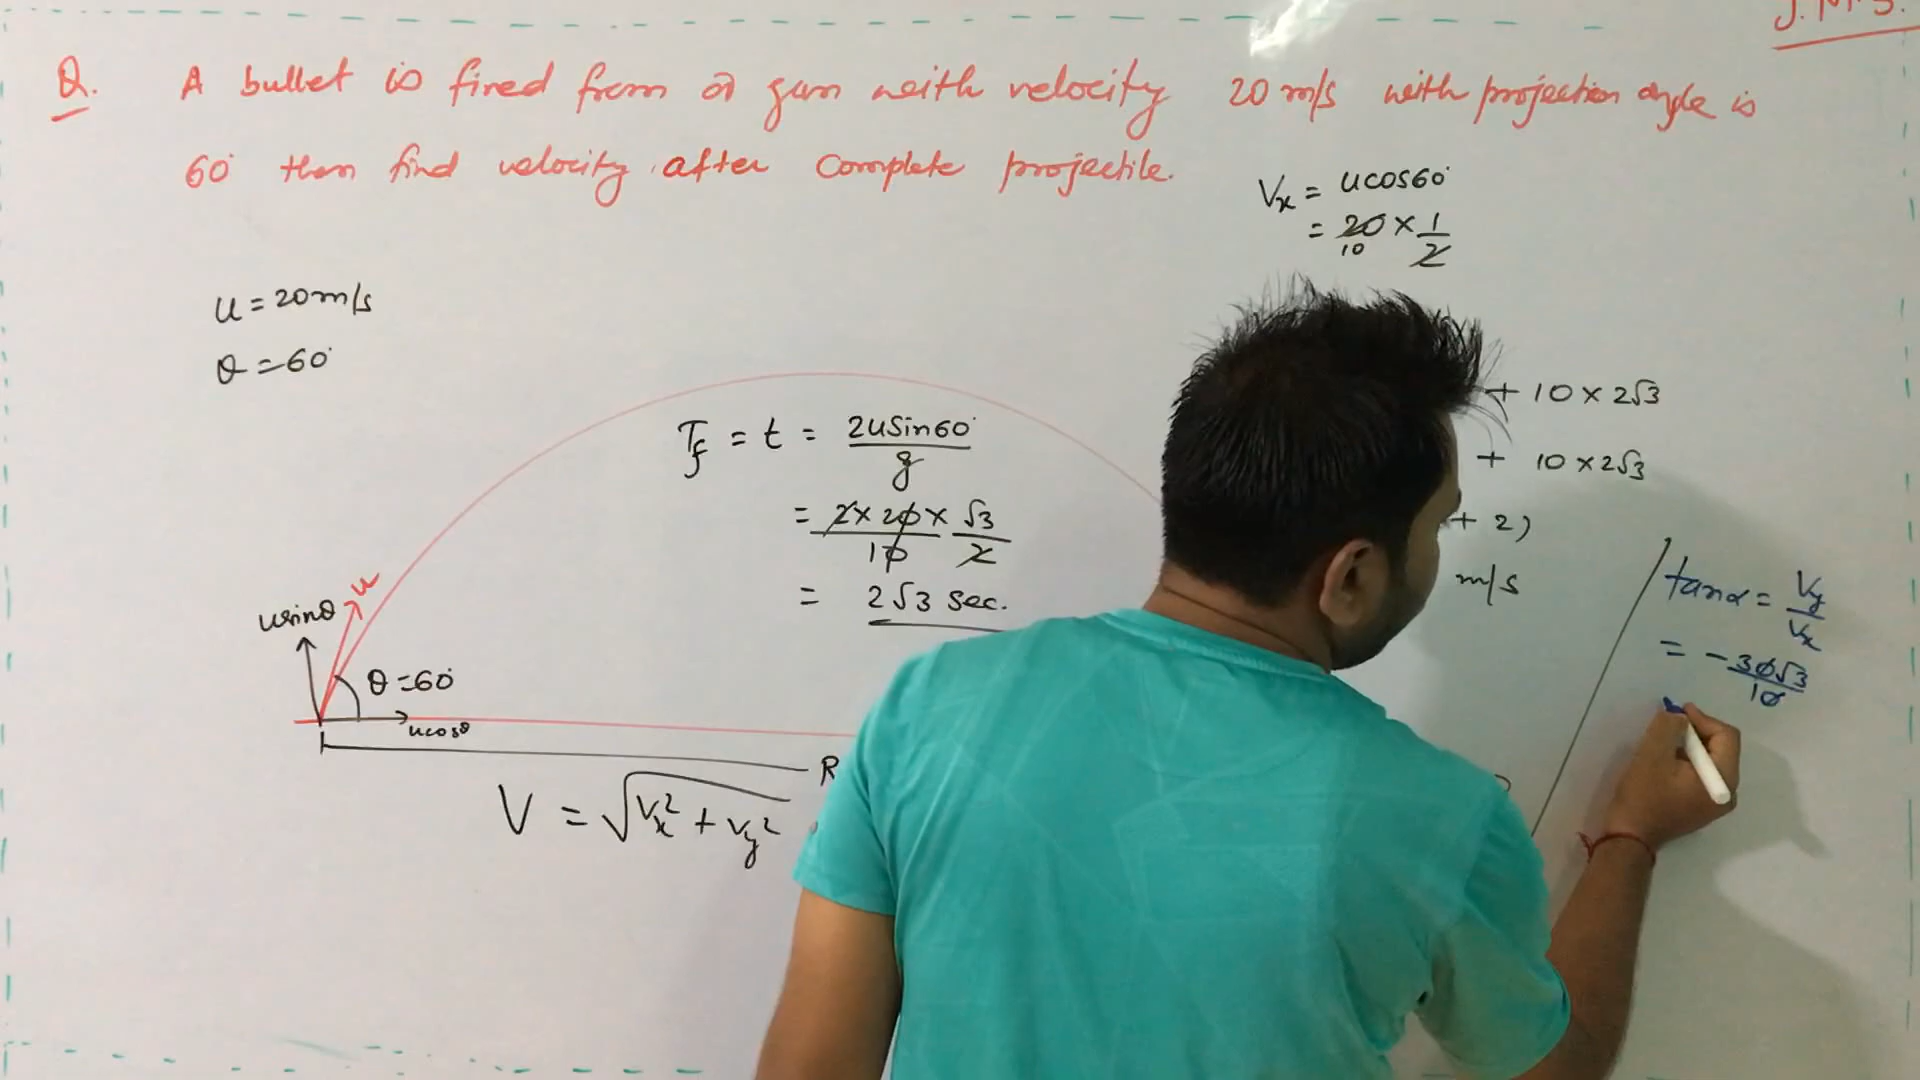 J.M.S.
Q. A bullet is fired from a gun with velocity 20 m/s with projection angle is
60° then find velocity after complete projectile.
u = 20m/s
θ = 60°
Vx = ucos60°
= 20 × 1/2
10
Tf = t = 2usin60°/g
= 2×20×/10 √3/2
= 2√3 sec.
+ 10 × 2√3
+ 10 × 2√3
+ 2)
m/s
tanα = Vy/Vx
= -30√3/10
usinθ
u
θ = 60°
ucosθ
R
V = √Vx² + Vy²